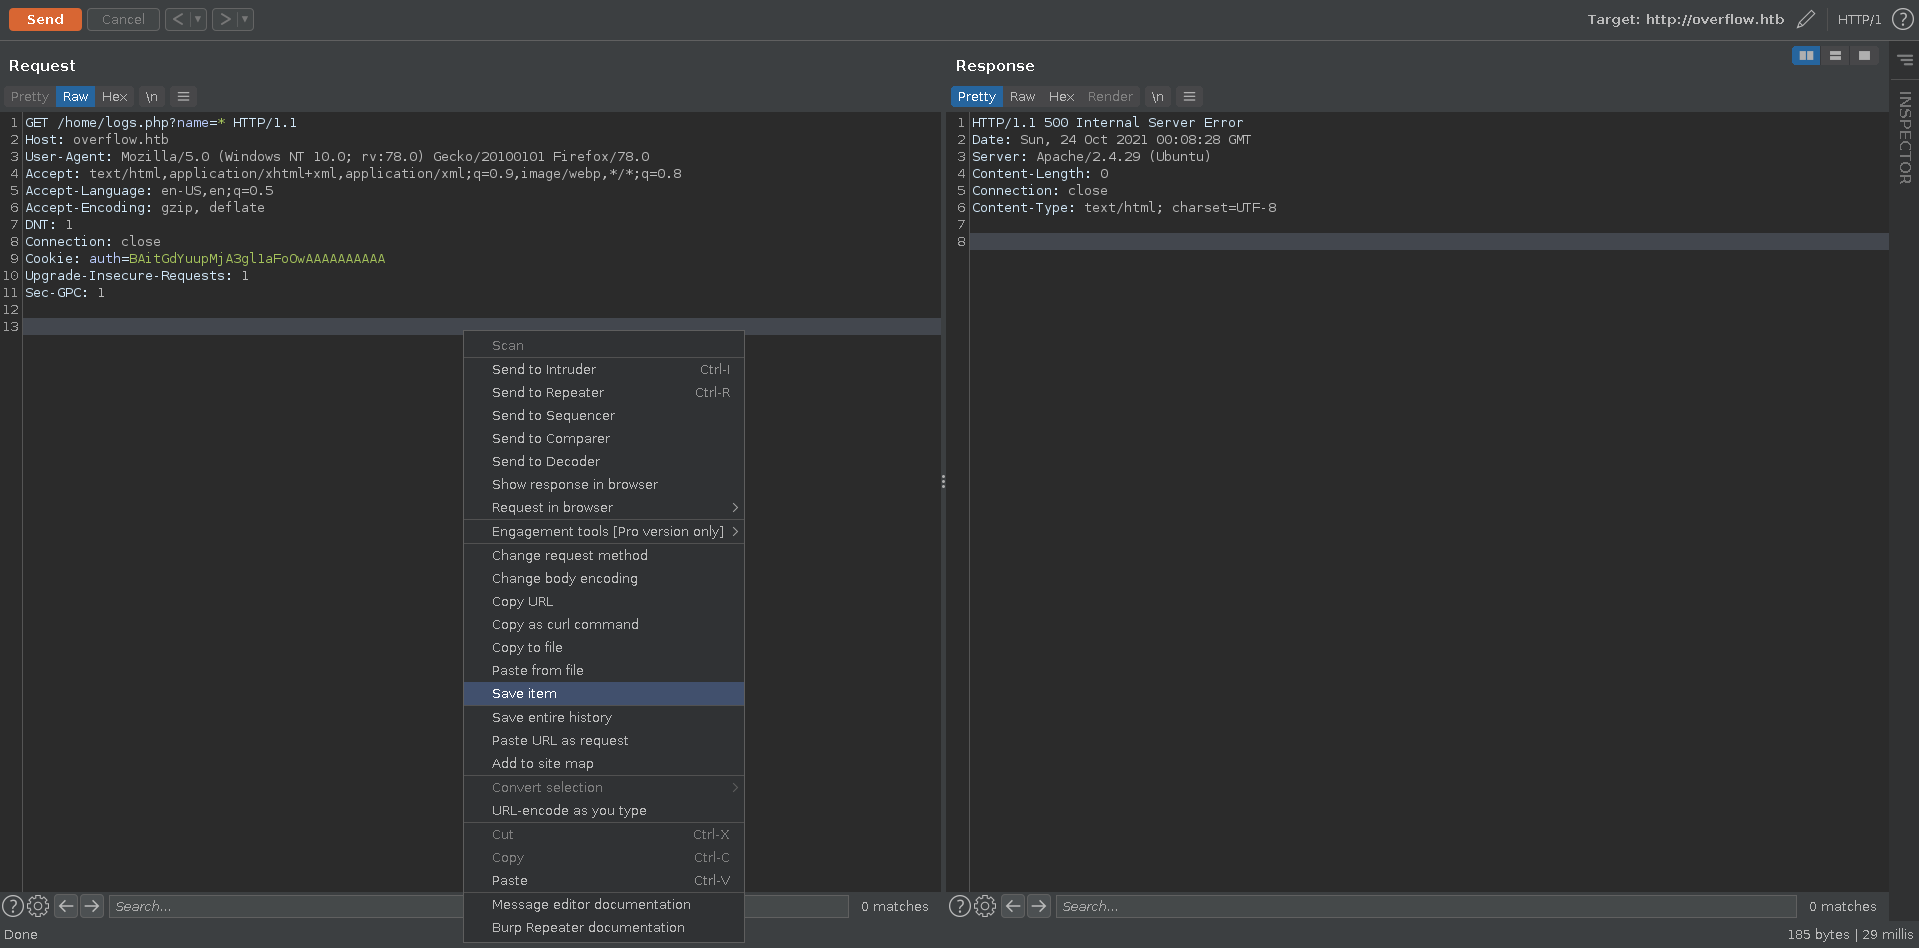 Send Cancel < ▼ > ▼ Target: http://overflow.htb HTTP/1 ?
Request
Pretty Raw Hex \n ≡
1 GET /home/logs.php?name=* HTTP/1.1
2 Host: overflow.htb
3 User-Agent: Mozilla/5.0 (Windows NT 10.0; rv:78.0) Gecko/20100101 Firefox/78.0
4 Accept: text/html,application/xhtml+xml,application/xml;q=0.9,image/webp,*/*;q=0.8
5 Accept-Language: en-US,en;q=0.5
6 Accept-Encoding: gzip, deflate
7 DNT: 1
8 Connection: close
9 Cookie: auth=BAitGdYuupMjA3gl1aFoOwAAAAAAAAAA
10 Upgrade-Insecure-Requests: 1
11 Sec-GPC: 1
12
13
Scan
Send to Intruder Ctrl-I
Send to Repeater Ctrl-R
Send to Sequencer
Send to Comparer
Send to Decoder
Show response in browser
Request in browser >
Engagement tools [Pro version only] >
Change request method
Change body encoding
Copy URL
Copy as curl command
Copy to file
Paste from file
Save item
Save entire history
Paste URL as request
Add to site map
Convert selection >
URL-encode as you type
Cut Ctrl-X
Copy Ctrl-C
Paste Ctrl-V
Message editor documentation
Burp Repeater documentation
? Search... 0 matches
Response
Pretty Raw Hex Render \n ≡
1 HTTP/1.1 500 Internal Server Error
2 Date: Sun, 24 Oct 2021 00:08:28 GMT
3 Server: Apache/2.4.29 (Ubuntu)
4 Content-Length: 0
5 Connection: close
6 Content-Type: text/html; charset=UTF-8
7
8
? Search... 0 matches
INSPECTOR
Done 185 bytes | 29 millis